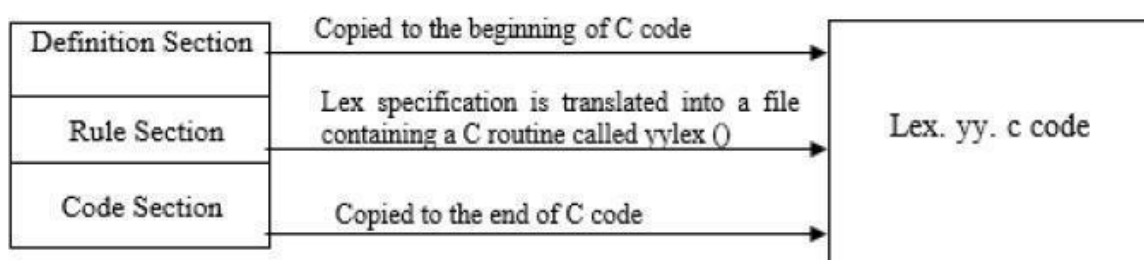 Definition Section
Copied to the beginning of C code
Rule Section
Lex specification is translated into a file
containing a C routine called yylex ()
Lex. yy. c code
Code Section
Copied to the end of C code